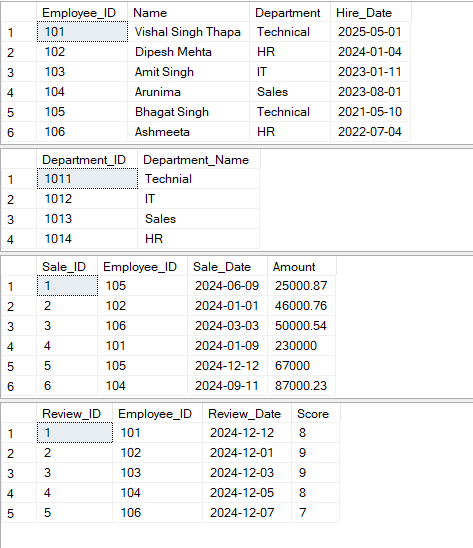 Employee_ID Name Department Hire_Date
1 101 Vishal Singh Thapa Technical 2025-05-01
2 102 Dipesh Mehta HR 2024-01-04
3 103 Amit Singh IT 2023-01-11
4 104 Arunima Sales 2023-08-01
5 105 Bhagat Singh Technical 2021-05-10
6 106 Ashmeeta HR 2022-07-04
Department_ID Department_Name
1 1011 Technial
2 1012 IT
3 1013 Sales
4 1014 HR
Sale_ID Employee_ID Sale_Date Amount
1 1 105 2024-06-09 25000.87
2 2 102 2024-01-01 46000.76
3 3 106 2024-03-03 50000.54
4 4 101 2024-01-09 230000
5 5 105 2024-12-12 67000
6 6 104 2024-09-11 87000.23
Review_ID Employee_ID Review_Date Score
1 1 101 2024-12-12 8
2 2 102 2024-12-01 9
3 3 103 2024-12-03 9
4 4 104 2024-12-05 8
5 5 106 2024-12-07 7